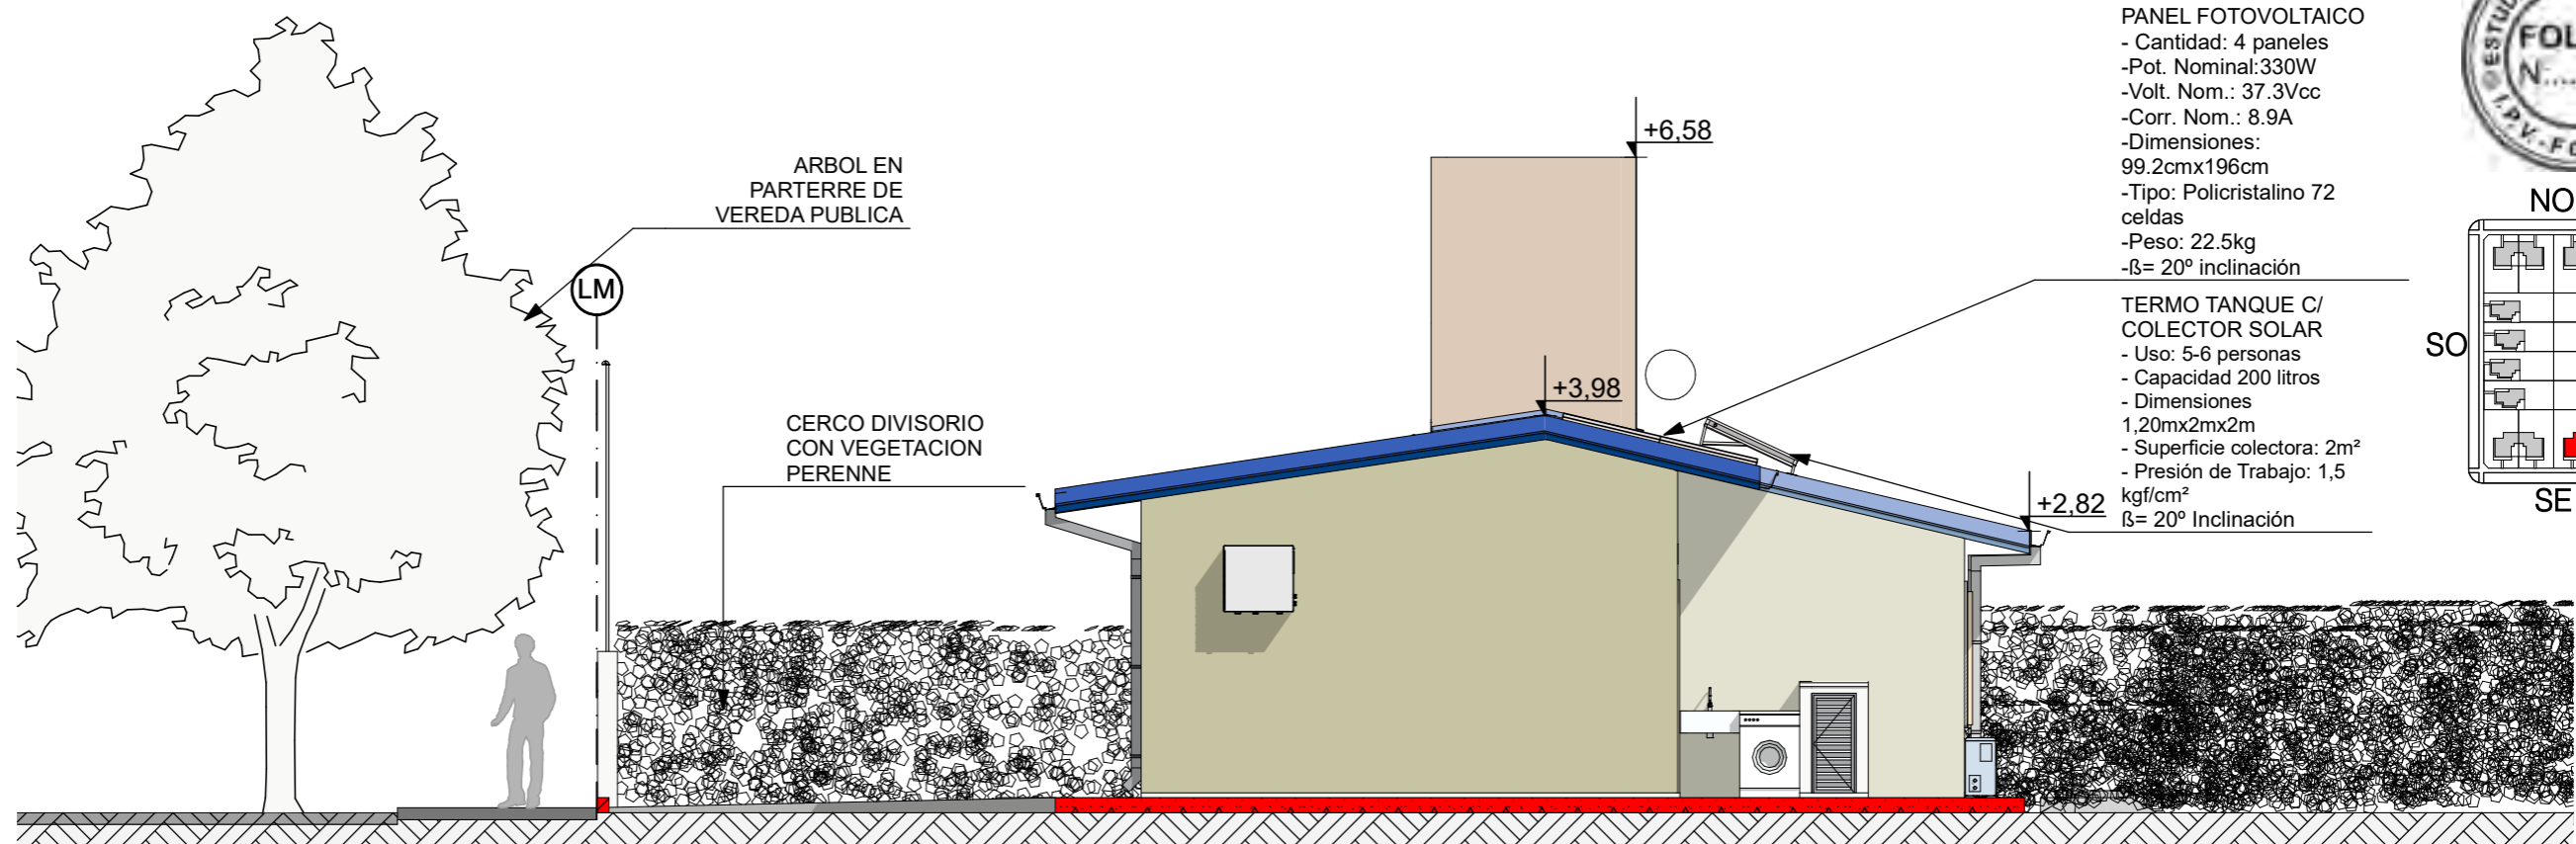 PANEL FOTOVOLTAICO
- Cantidad: 4 paneles
-Pot. Nominal:330W
-Volt. Nom.: 37.3Vcc
-Corr. Nom.: 8.9A
-Dimensiones:
99.2cmx196cm
-Tipo: Policristalino 72
celdas
-Peso: 22.5kg
-ß= 20º inclinación
TERMO TANQUE C/
COLECTOR SOLAR
- Uso: 5-6 personas
- Capacidad 200 litros
- Dimensiones
1,20mx2mx2m
- Superficie colectora: 2m²
- Presión de Trabajo: 1,5
kgf/cm²
ß= 20º Inclinación
ARBOL EN
PARTERRE DE
VEREDA PUBLICA
LM
CERCO DIVISORIO
CON VEGETACION
PERENNE
+6,58
+3,98
+2,82
I.P.V.-
N....
NO
SO
SE